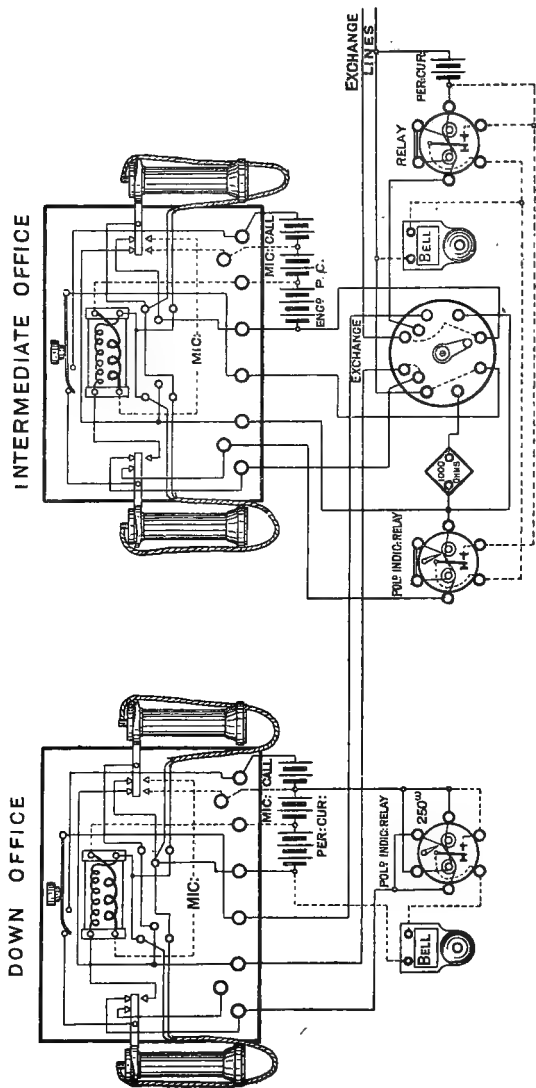 INTERMEDIATE OFFICE
MIC:
MIC: CALL
ENGD P. C.
EXCHANGE
LINES
PER: CUR:
RELAY
BELL
EXCHANGE
1000
OHMS
POLD INDIC: RELAY
DOWN OFFICE
MIC:
MIC: CALL
PER: CUR:
POLD INDIC: RELAY
250ω
BELL